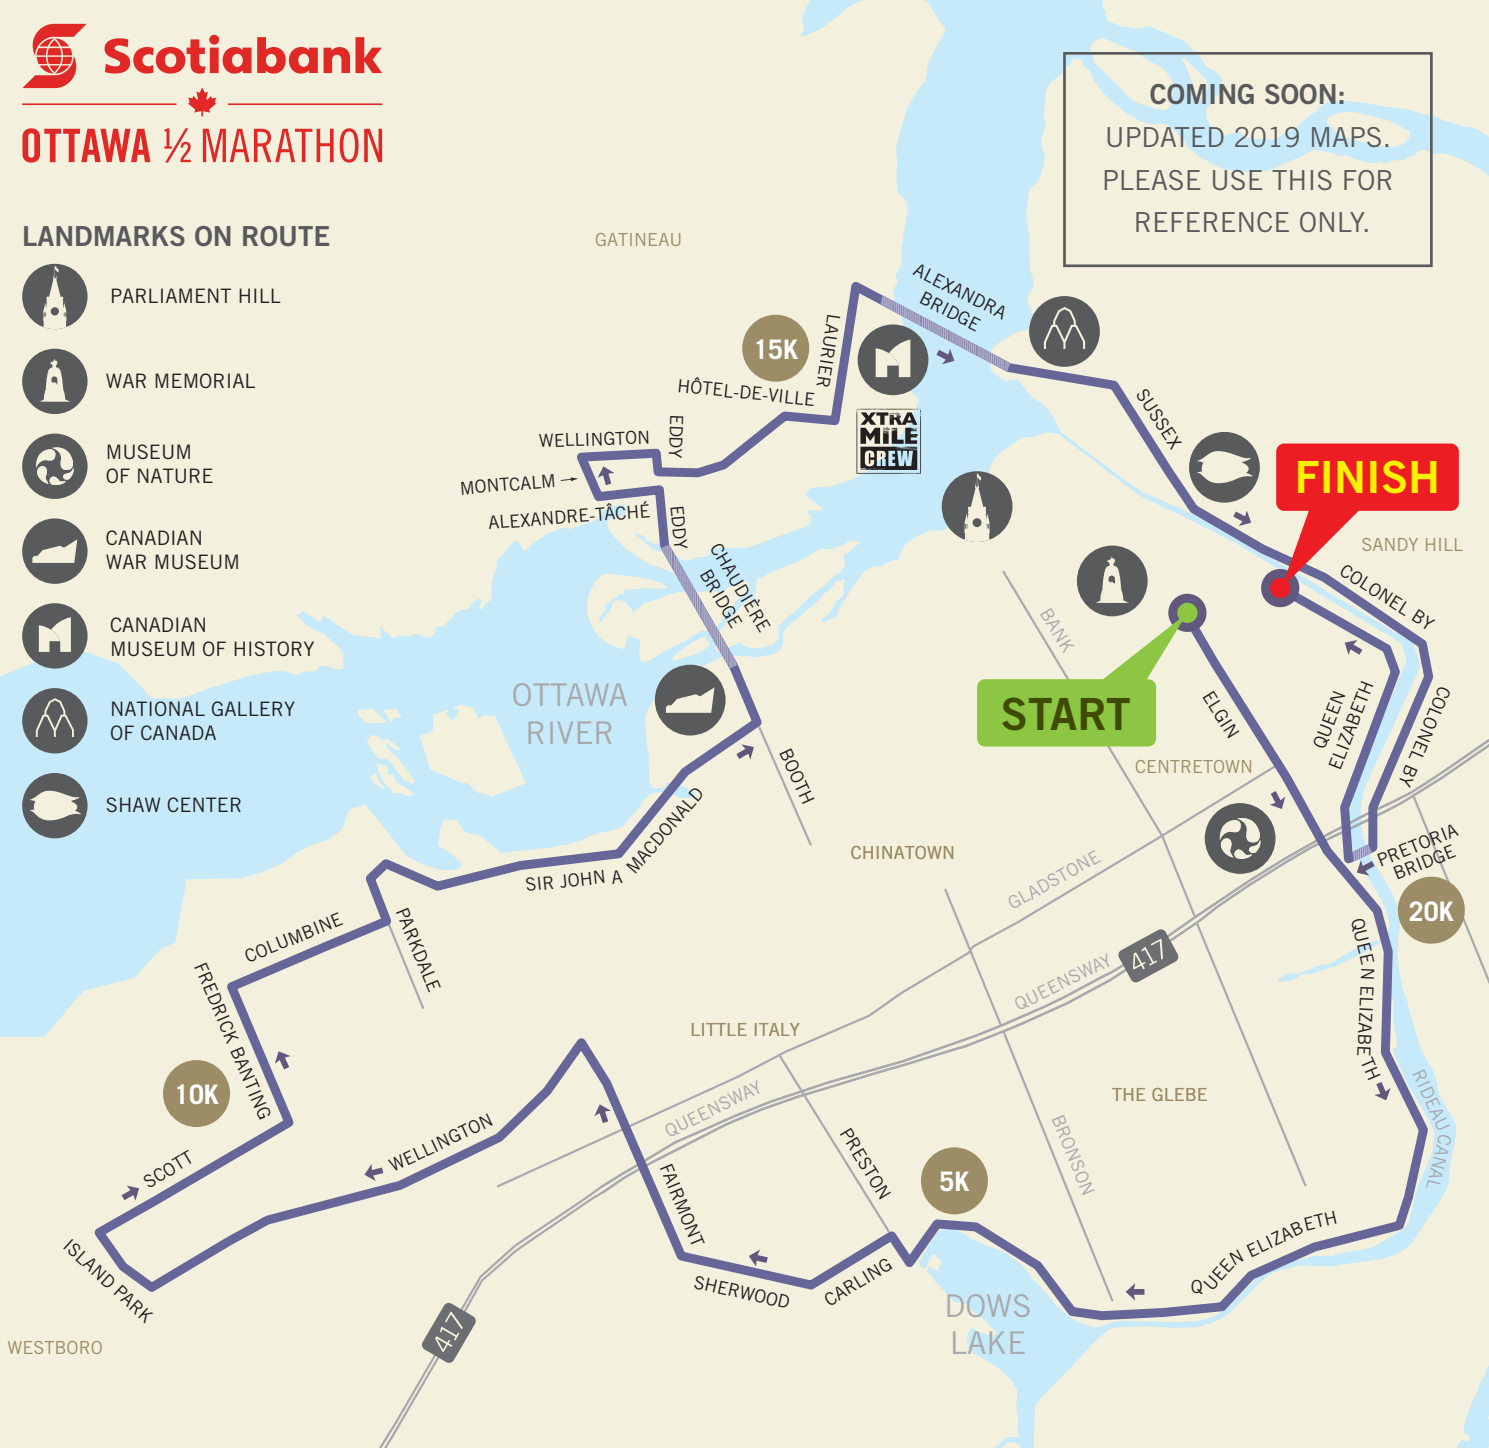 Scotiabank
OTTAWA ½ MARATHON
COMING SOON:
UPDATED 2019 MAPS.
PLEASE USE THIS FOR
REFERENCE ONLY.
LANDMARKS ON ROUTE
PARLIAMENT HILL
WAR MEMORIAL
MUSEUM
OF NATURE
CANADIAN
WAR MUSEUM
CANADIAN
MUSEUM OF HISTORY
NATIONAL GALLERY
OF CANADA
SHAW CENTER
GATINEAU
ALEXANDRA
BRIDGE
15K
LAURIER
HÔTEL-DE-VILLE
XTRA
MILE
CREW
SUSSEX
EDDY
WELLINGTON
MONTCALM
ALEXANDRE-TÂCHÉ
EDDY
CHAUDIÈRE
BRIDGE
FINISH
SANDY HILL
COLONEL BY
BANK
START
ELGIN
QUEEN
ELIZABETH
COLONEL BY
OTTAWA
RIVER
BOOTH
CENTRETOWN
SIR JOHN A MACDONALD
CHINATOWN
GLADSTONE
PRETORIA
BRIDGE
20K
COLUMBINE
PARKDALE
QUEENSWAY
417
QUEEN ELIZABETH
FREDRICK BANTING
LITTLE ITALY
10K
QUEENSWAY
THE GLEBE
RIDEAU CANAL
SCOTT
WELLINGTON
FAIRMONT
PRESTON
5K
BRONSON
ISLAND PARK
SHERWOOD
CARLING
QUEEN ELIZABETH
DOWS
LAKE
417
WESTBORO